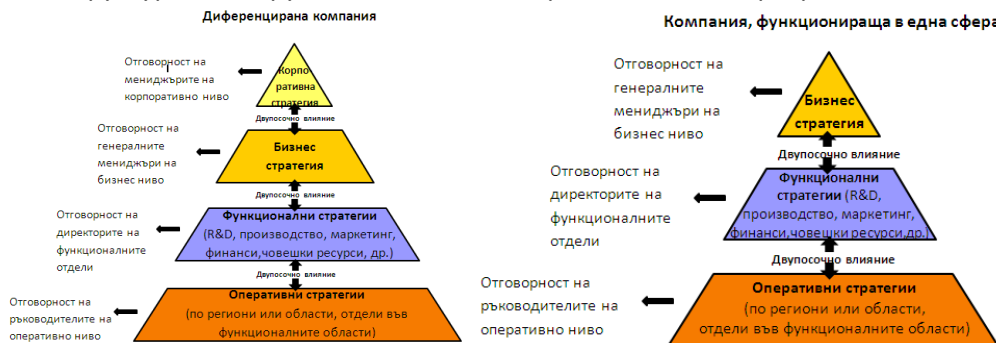 Диференцирана компания
Отговорност на
мениджърите на
корпоративно ниво
Корпо
ративна
стратегия
Двупосочно влияние
Отговорност на
генералните
мениджъри на
бизнес ниво
Бизнес
стратегия
Двупосочно влияние
Отговорност на
директорите на
функционалните
отдели
Функционални стратегии
(R&D, производство, маркетинг,
финанси,човешки ресурси, др.)
Двупосочно влияние
Отговорност на
ръководителите на
оперативно ниво
Оперативни стратегии
(по региони или области, отдели във
функционалните области)
Компания, функционираща в една сфера
Отговорност на
генералните
мениджъри на
бизнес ниво
Бизнес
стратегия
Двупосочно влияние
Отговорност на
директорите на
функционалните
отдели
Функционални
стратегии (R&D,
производство, маркетинг,
финанси,човешки ресурси,др.)
Двупосочно влияние
Отговорност на
ръководителите на
оперативно ниво
Оперативни стратегии
(по региони или области,
отдели във функционалните области)